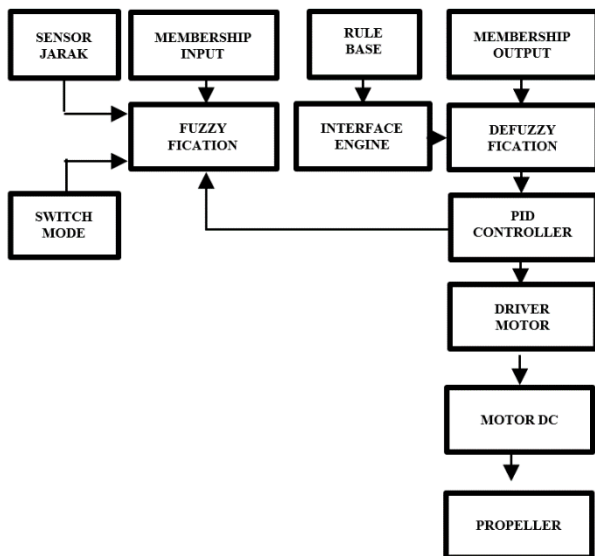 SENSOR
JARAK
MEMBERSHIP
INPUT
RULE
BASE
MEMBERSHIP
OUTPUT
FUZZY
FICATION
INTERFACE
ENGINE
DEFUZZY
FICATION
SWITCH
MODE
PID
CONTROLLER
DRIVER
MOTOR
MOTOR DC
PROPELLER